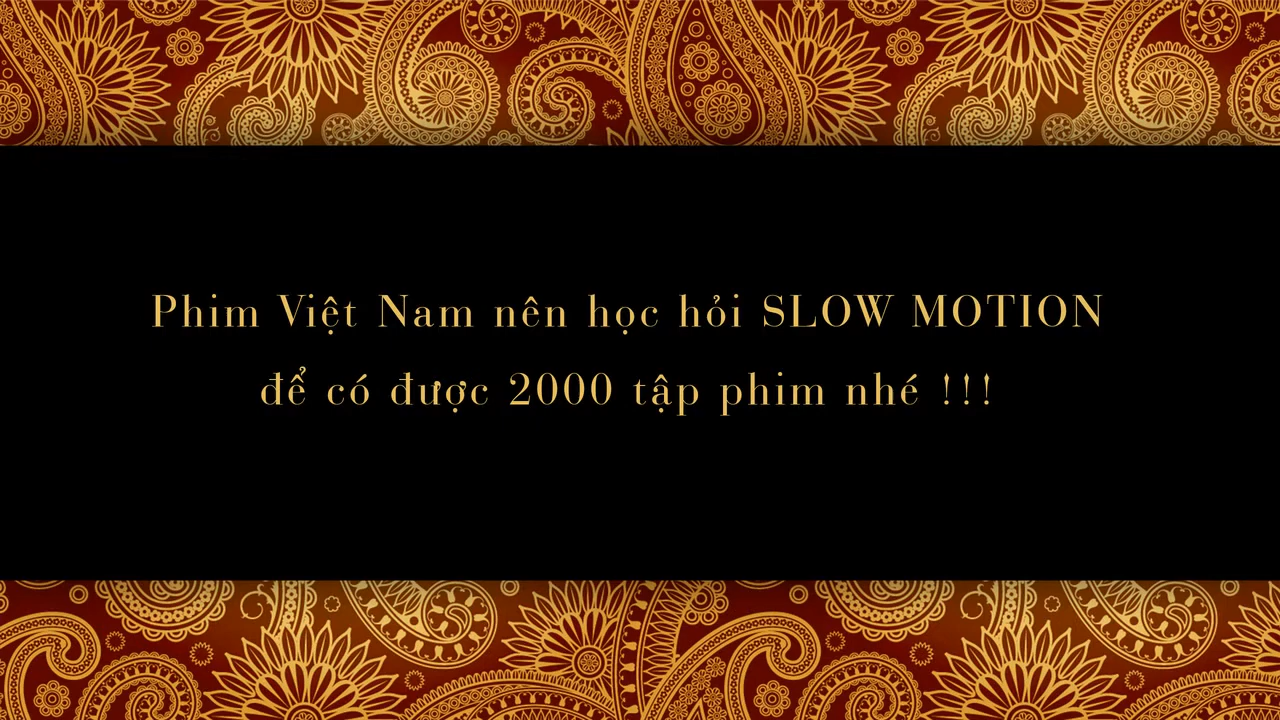 Phim Việt Nam nên học hỏi SLOW MOTION
để có được 2000 tập phim nhé !!!